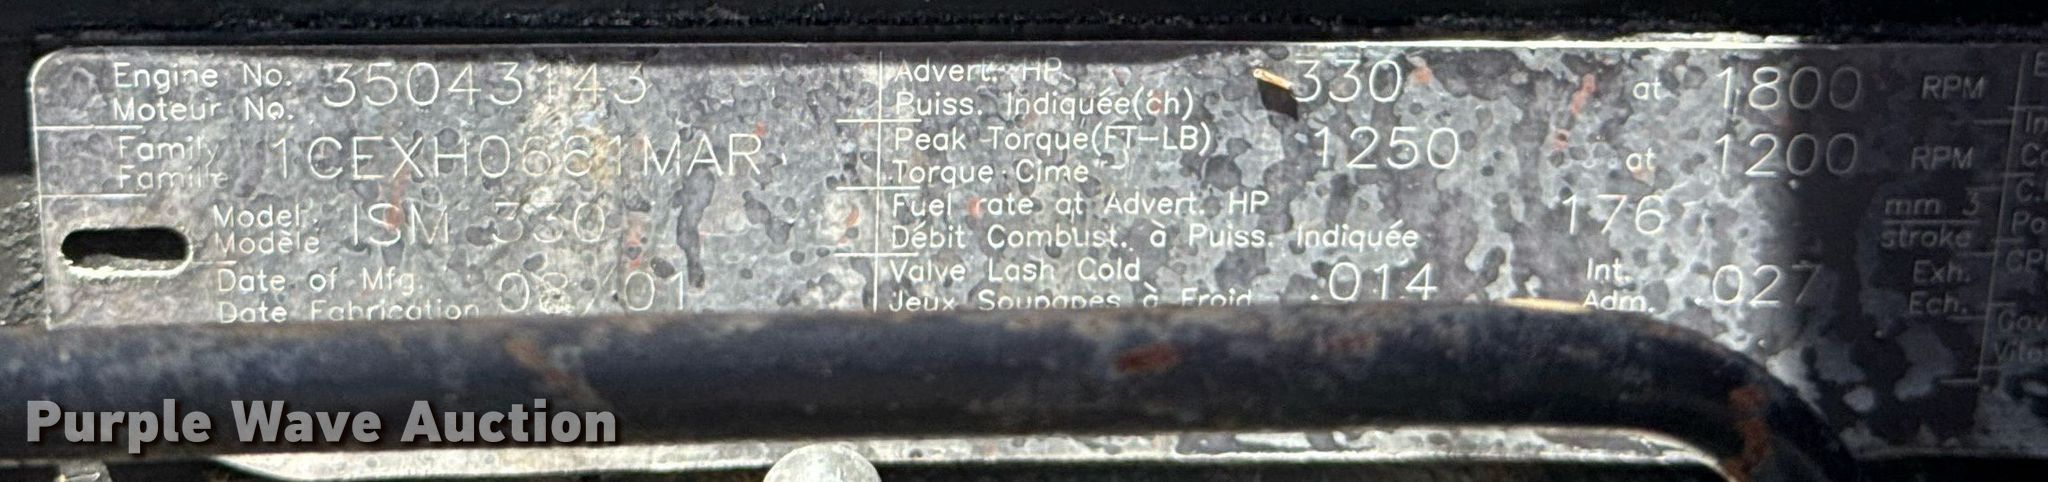 Engine No. 35043143
Moteur No.
Family 1CEXH0661MAR
Famille
Model ISM 330
Modèle
Date of Mfg. 08/01
Date Fabrication
Advert. HP 330 at 1800 RPM
Puiss. Indiquée(ch)
Peak Torque(FT-LB) 1250 at 1200 RPM
Torque Cime
Fuel rate at Advert. HP 176 mm 3
Débit Combust. à Puiss. Indiquée stroke
Valve Lash Cold .014 Int. .027 Exh.
Jeux Soupapes à Froid Adm. Ech.
Purple Wave Auction